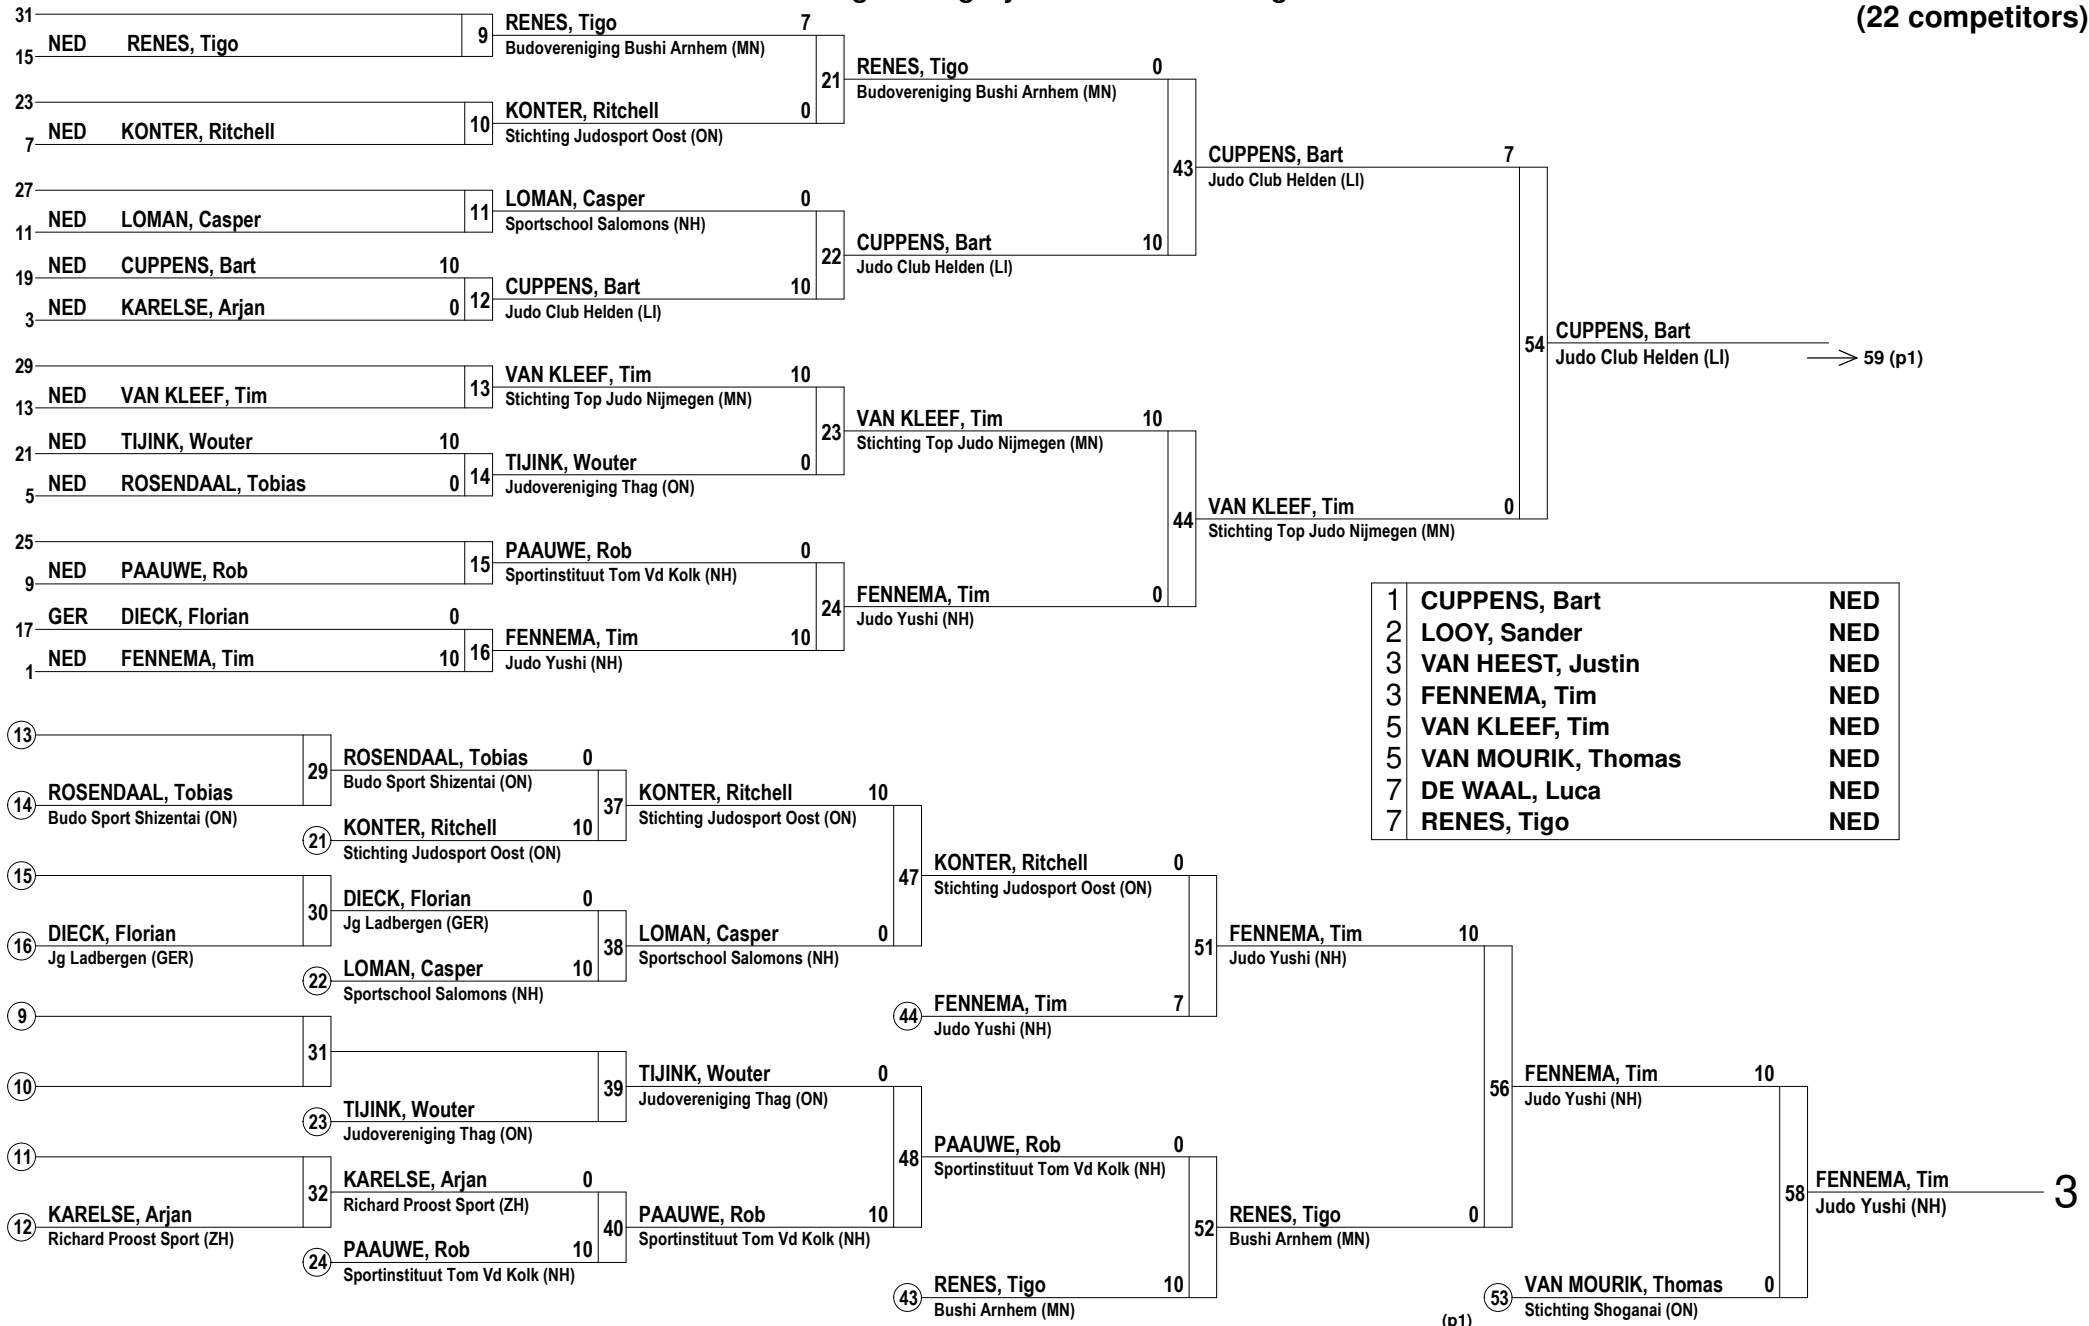 (22 competitors)
31
15 NED RENES, Tigo
9
RENES, Tigo 7
Budovereniging Bushi Arnhem (MN)
23
7 NED KONTER, Ritchell
10
KONTER, Ritchell 0
Stichting Judosport Oost (ON)
21
RENES, Tigo 0
Budovereniging Bushi Arnhem (MN)
27
11 NED LOMAN, Casper
11
LOMAN, Casper 0
Sportschool Salomons (NH)
19 NED CUPPENS, Bart 10
3 NED KARELSE, Arjan 0
12
CUPPENS, Bart 10
Judo Club Helden (LI)
22
CUPPENS, Bart 10
Judo Club Helden (LI)
43
CUPPENS, Bart 7
Judo Club Helden (LI)
29
13 NED VAN KLEEF, Tim
13
VAN KLEEF, Tim 10
Stichting Top Judo Nijmegen (MN)
21 NED TIJINK, Wouter 10
5 NED ROSENDAAL, Tobias 0
14
TIJINK, Wouter 0
Judovereniging Thag (ON)
23
VAN KLEEF, Tim 10
Stichting Top Judo Nijmegen (MN)
25
9 NED PAAUWE, Rob
15
PAAUWE, Rob 0
Sportinstituut Tom Vd Kolk (NH)
17 GER DIECK, Florian 0
1 NED FENNEMA, Tim 10
16
FENNEMA, Tim 10
Judo Yushi (NH)
24
FENNEMA, Tim 0
Judo Yushi (NH)
44
VAN KLEEF, Tim 0
Stichting Top Judo Nijmegen (MN)
54
CUPPENS, Bart
Judo Club Helden (LI)
59 (p1)
1 CUPPENS, Bart NED
2 LOOY, Sander NED
3 VAN HEEST, Justin NED
3 FENNEMA, Tim NED
5 VAN KLEEF, Tim NED
5 VAN MOURIK, Thomas NED
7 DE WAAL, Luca NED
7 RENES, Tigo NED
13
14 ROSENDAAL, Tobias
Budo Sport Shizentai (ON)
29
ROSENDAAL, Tobias 0
Budo Sport Shizentai (ON)
21 KONTER, Ritchell 10
Stichting Judosport Oost (ON)
37
KONTER, Ritchell 10
Stichting Judosport Oost (ON)
15
16 DIECK, Florian
Jg Ladbergen (GER)
30
DIECK, Florian 0
Jg Ladbergen (GER)
22 LOMAN, Casper 10
Sportschool Salomons (NH)
38
LOMAN, Casper 0
Sportschool Salomons (NH)
47
KONTER, Ritchell 0
Stichting Judosport Oost (ON)
44 FENNEMA, Tim 7
Judo Yushi (NH)
51
FENNEMA, Tim 10
Judo Yushi (NH)
9
10
31
23 TIJINK, Wouter
Judovereniging Thag (ON)
39
TIJINK, Wouter 0
Judovereniging Thag (ON)
11
12 KARELSE, Arjan
Richard Proost Sport (ZH)
32
KARELSE, Arjan 0
Richard Proost Sport (ZH)
24 PAAUWE, Rob 10
Sportinstituut Tom Vd Kolk (NH)
40
PAAUWE, Rob 10
Sportinstituut Tom Vd Kolk (NH)
48
PAAUWE, Rob 0
Sportinstituut Tom Vd Kolk (NH)
43 RENES, Tigo 10
Bushi Arnhem (MN)
52
RENES, Tigo 0
Bushi Arnhem (MN)
56
FENNEMA, Tim 10
Judo Yushi (NH)
53 VAN MOURIK, Thomas 0
Stichting Shoganai (ON)
(p1)
58
FENNEMA, Tim
Judo Yushi (NH)
3